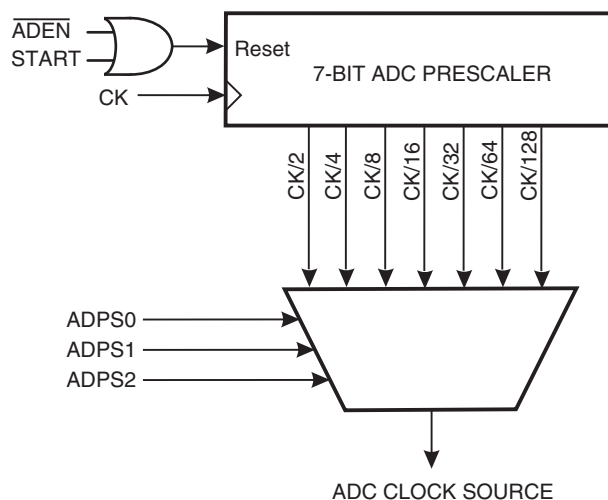 ADEN
START
Reset
7-BIT ADC PRESCALER
CK
CK/2
CK/4
CK/8
CK/16
CK/32
CK/64
CK/128
ADPS0
ADPS1
ADPS2
ADC CLOCK SOURCE